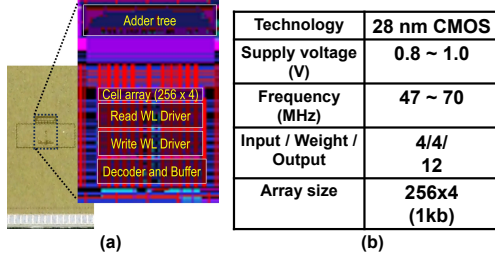 Adder tree
Cell array (256 x 4)
Read WL Driver
Write WL Driver
Decoder and Buffer
(a)
Technology 28 nm CMOS
Supply voltage (V) 0.8 ~ 1.0
Frequency (MHz) 47 ~ 70
Input / Weight / Output 4/4/ 12
Array size 256x4 (1kb)
(b)